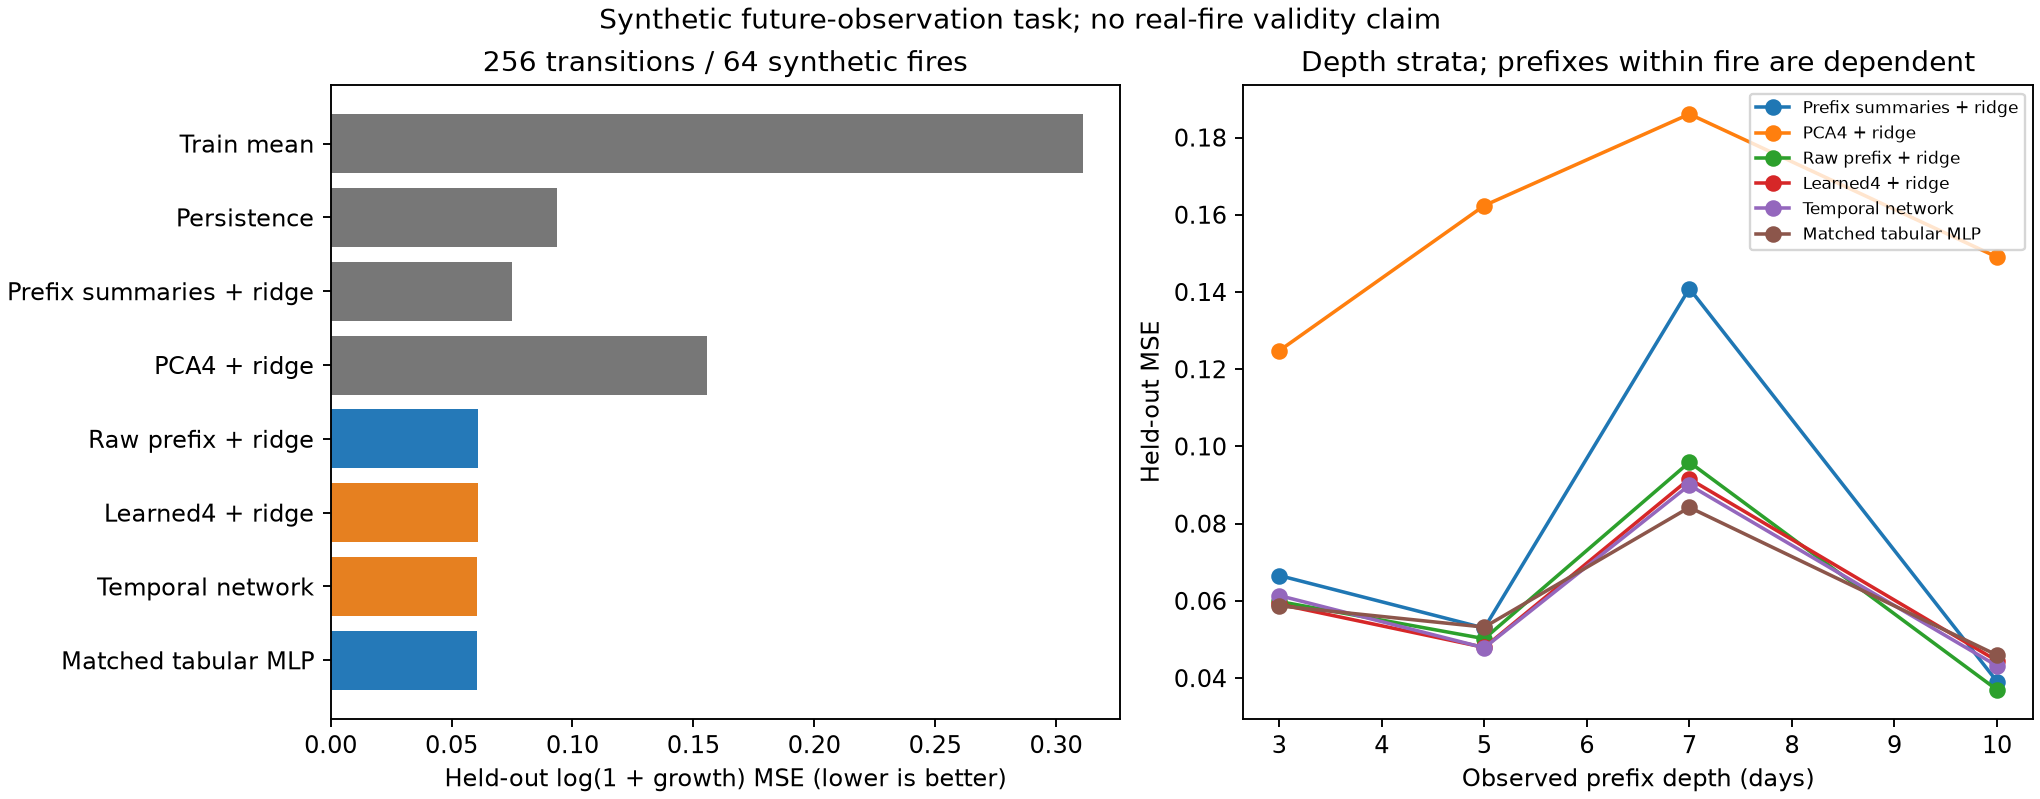 Synthetic future-observation task; no real-fire validity claim
256 transitions / 64 synthetic fires
Train mean
Persistence
Prefix summaries + ridge
PCA4 + ridge
Raw prefix + ridge
Learned4 + ridge
Temporal network
Matched tabular MLP
0.00 0.05 0.10 0.15 0.20 0.25 0.30
Held-out log(1 + growth) MSE (lower is better)
Depth strata; prefixes within fire are dependent
Prefix summaries + ridge
PCA4 + ridge
Raw prefix + ridge
Learned4 + ridge
Temporal network
Matched tabular MLP
Held-out MSE
0.18
0.16
0.14
0.12
0.10
0.08
0.06
0.04
3 4 5 6 7 8 9 10
Observed prefix depth (days)